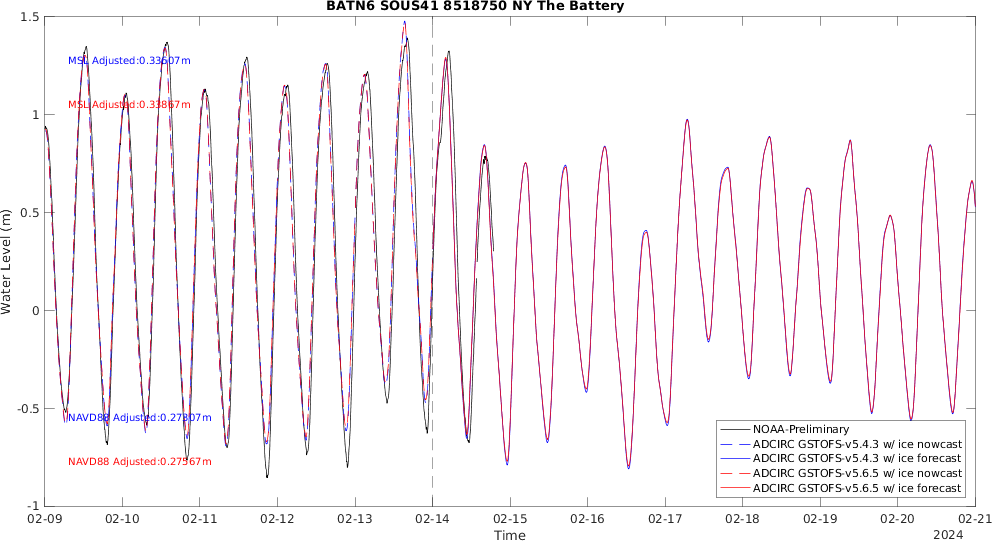 BATN6 SOUS41 8518750 NY The Battery
Water Level (m)
1.5
1
0.5
0
-0.5
-1
MSL Adjusted:0.33607m
MSL Adjusted:0.33867m
NAVD88 Adjusted:0.27307m
NAVD88 Adjusted:0.27567m
NOAA-Preliminary
ADCIRC GSTOFS-v5.4.3 w/ ice nowcast
ADCIRC GSTOFS-v5.4.3 w/ ice forecast
ADCIRC GSTOFS-v5.6.5 w/ ice nowcast
ADCIRC GSTOFS-v5.6.5 w/ ice forecast
02-09 02-10 02-11 02-12 02-13 02-14 02-15 02-16 02-17 02-18 02-19 02-20 02-21
Time
2024